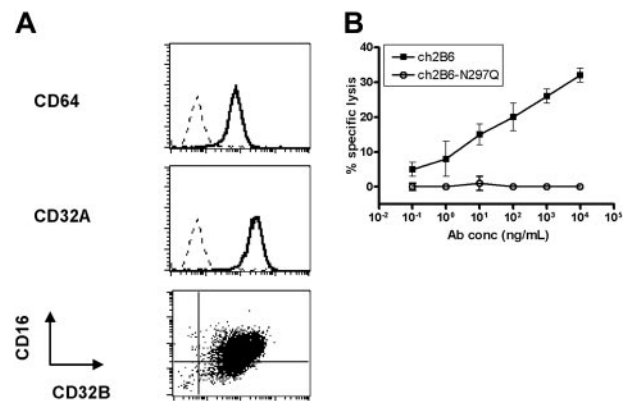 A
CD64
CD32A
CD16
CD32B
B
ch2B6
ch2B6-N297Q
% specific lysis
40
30
20
10
0
10⁻² 10⁻¹ 10⁰ 10¹ 10² 10³ 10⁴ 10⁵
Ab conc (ng/mL)